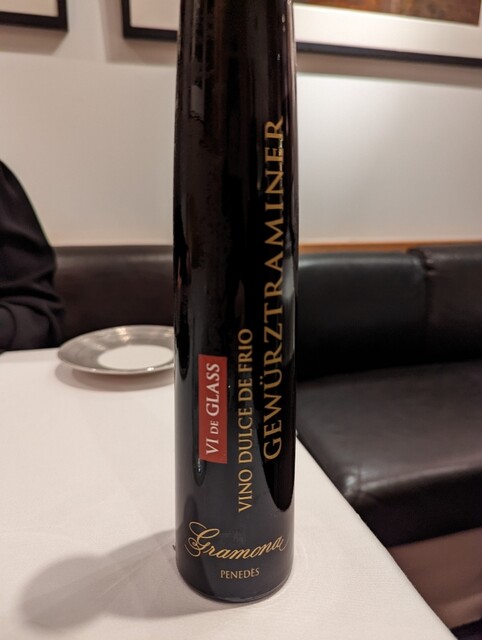 VI DE GLASS
VINO DULCE DE FRIO
GEWÜRZTRAMINER
Gramona
PENEDÈS